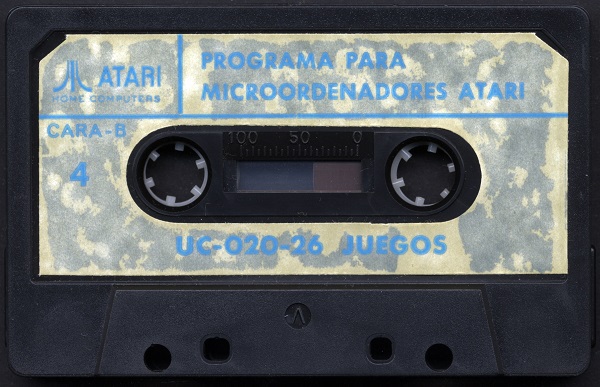 PROGRAMA PARA
ATARI
MICROORDENADORES ATARI
HOME COMPUTERS
CARA-B
100 50 0
4
UC-020-26 JUEGOS